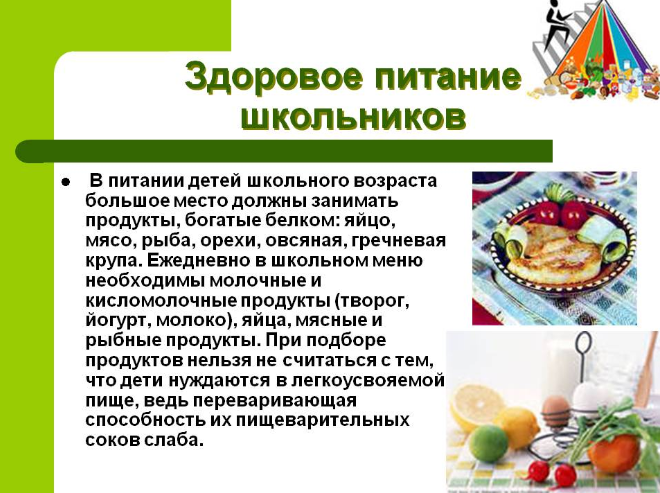 Здоровое питание
школьников
● В питании детей школьного возраста
большое место должны занимать
продукты, богатые белком: яйцо,
мясо, рыба, орехи, овсяная, гречневая
крупа. Ежедневно в школьном меню
необходимы молочные и
кисломолочные продукты (творог,
йогурт, молоко), яйца, мясные и
рыбные продукты. При подборе
продуктов нельзя не считаться с тем,
что дети нуждаются в легкоусвояемой
пище, ведь переваривающая
способность их пищеварительных
соков слаба.